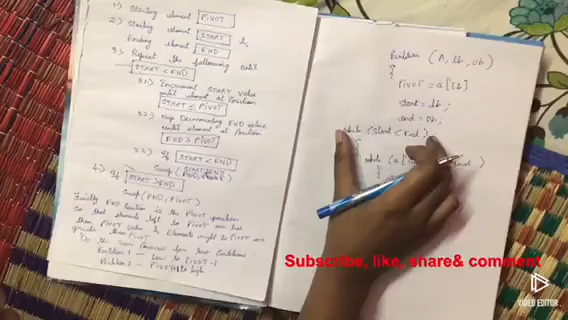 1) Starting element PIVOT
2) Starting element START &
Ending element END
3) Repeat the following until
START < END
3.1) Increment START value
until element at position
START ≤ PIVOT
3.2) Keep Decrementing END value
until element at position
END > PIVOT
3.3) If START < END
Swap
4) If START > END
Swap (END, PIVOT)
Finally END position is the PIVOT position
so that elements left to PIVOT are less
than PIVOT value & Elements right to PIVOT are
greater than PIVOT
Do the same process for two partitions
Partition 1 - Low to PIVOT-1
Partition 2 - to high
Partition (A, lb, ub)
{
PIVOT = a[lb]
start = lb;
end = ub;
while (start < end)
{
while (a[
{
Subscribe, like, share& comment
VIDEO EDITOR